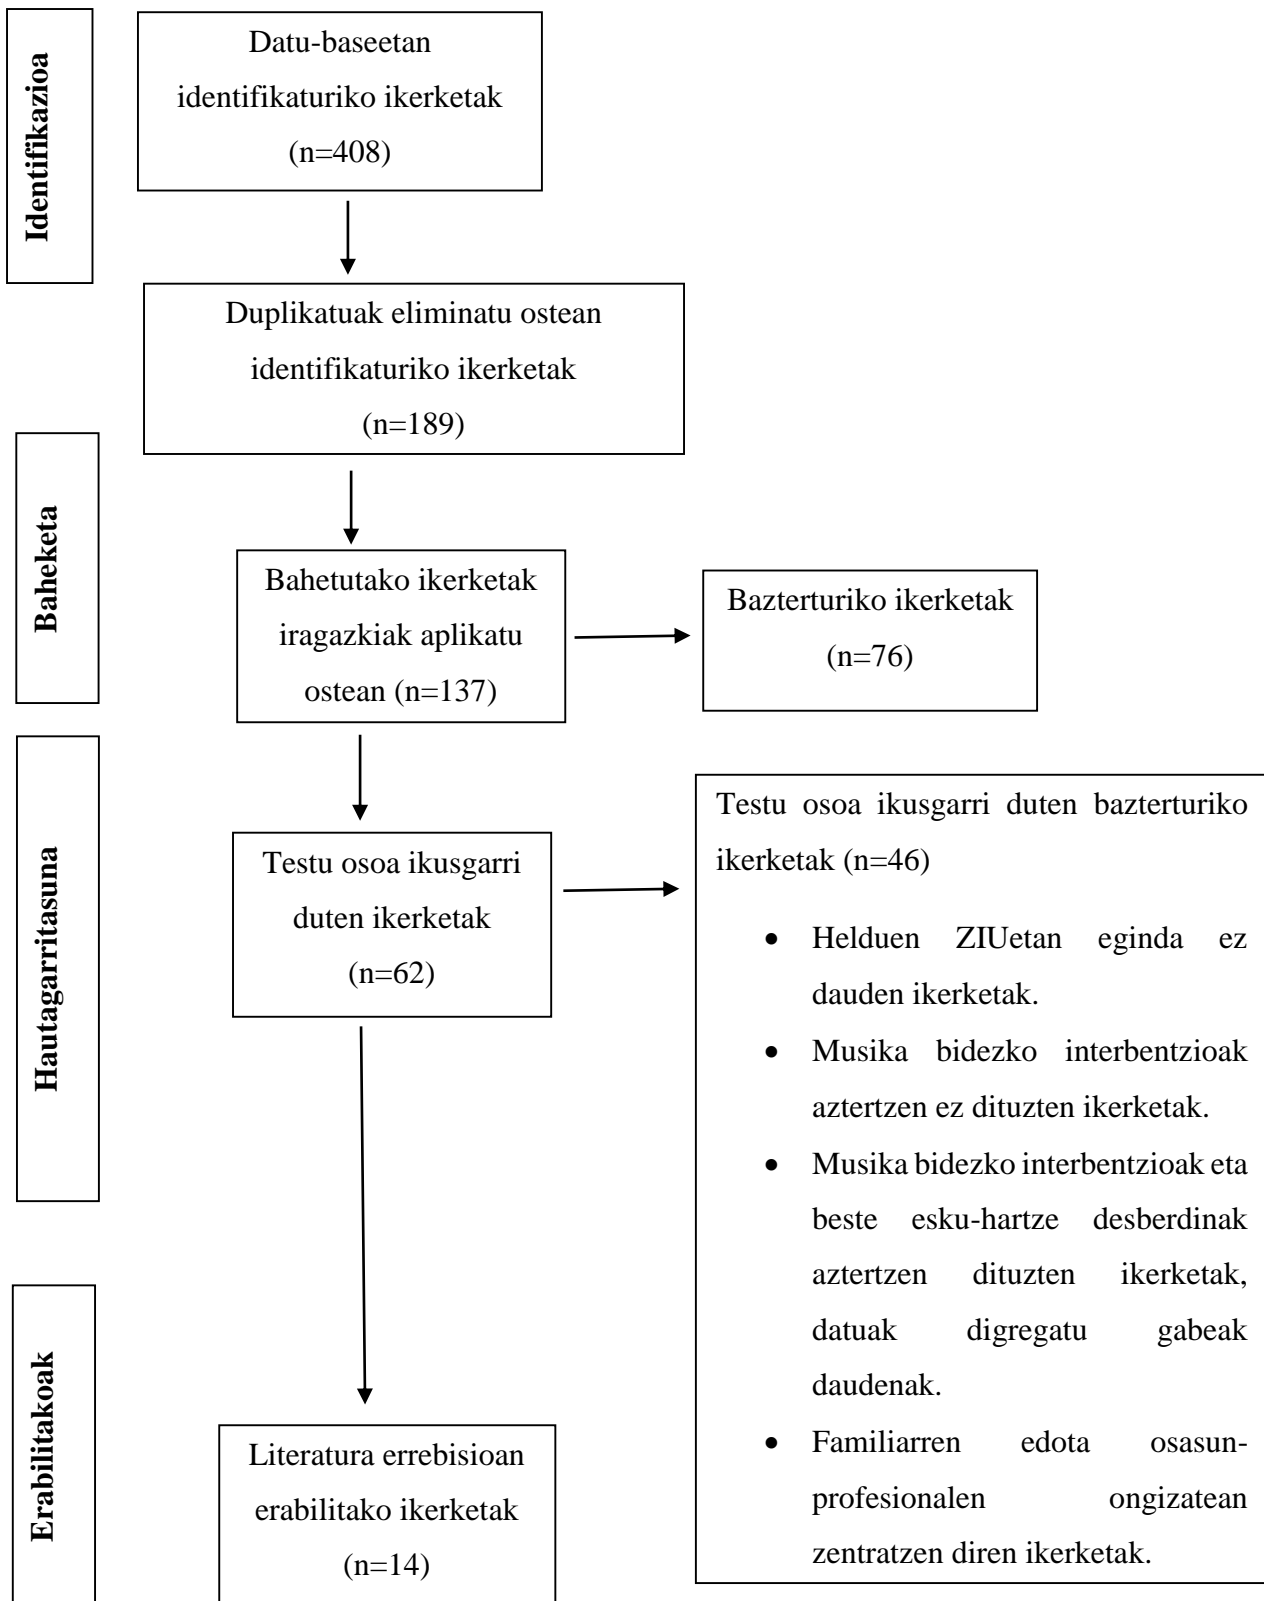 Identifikazioa
Datu-baseetan
identifikaturiko ikerketak
(n=408)
Duplikatuak eliminatu ostean
identifikaturiko ikerketak
(n=189)
Baheketa
Bahetutako ikerketak
iragazkiak aplikatu
ostean (n=137)
Bazterturiko ikerketak
(n=76)
Hautagarritasuna
Testu osoa ikusgarri
duten ikerketak
(n=62)
Testu osoa ikusgarri duten bazterturiko
ikerketak (n=46)
• Helduen ZIUetan eginda ez
dauden ikerketak.
• Musika bidezko interbentzioak
aztertzen ez dituzten ikerketak.
• Musika bidezko interbentzioak eta
beste esku-hartze desberdinak
aztertzen dituzten ikerketak,
datuak digregatu gabeak
daudenak.
• Familiarren edota osasun-
profesionalen ongizatean
zentratzen diren ikerketak.
Erabilitakoak
Literatura errebisioan
erabilitako ikerketak
(n=14)